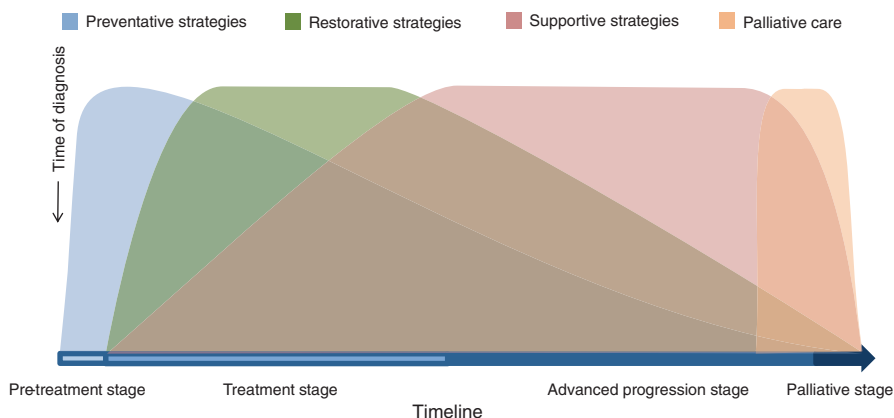 Preventative strategies
Restorative strategies
Supportive strategies
Palliative care
Time of diagnosis
Pre-treatment stage
Treatment stage
Advanced progression stage
Palliative stage
Timeline